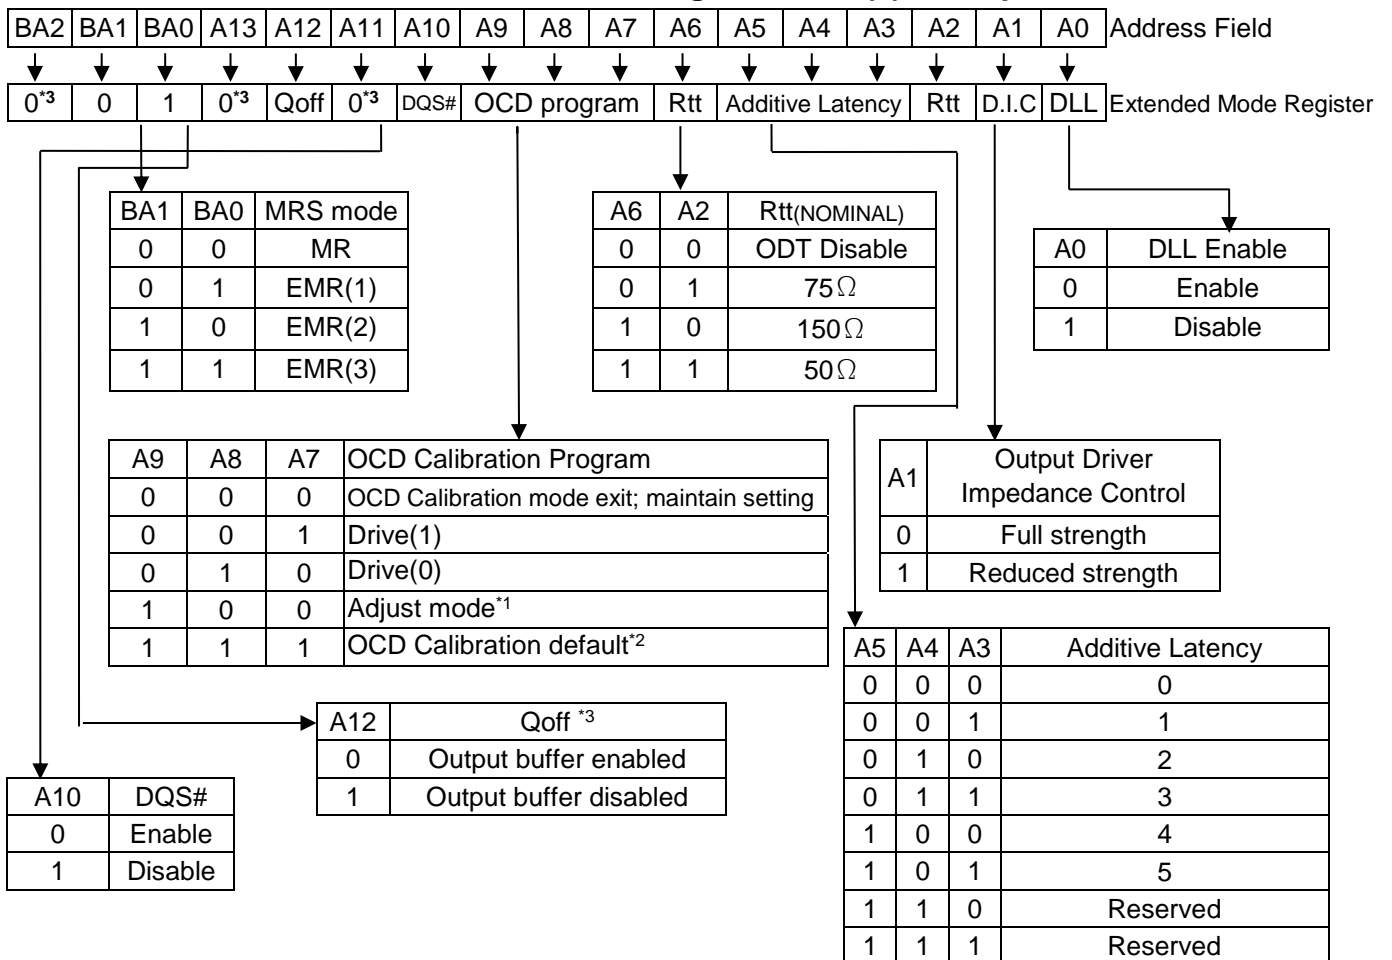 BA2 BA1 BA0 A13 A12 A11 A10 A9 A8 A7 A6 A5 A4 A3 A2 A1 A0 Address Field
0*3 0 1 0*3 Qoff 0*3 DQS# OCD program Rtt Additive Latency Rtt D.I.C DLL Extended Mode Register
BA1 BA0 MRS mode
0 0 MR
0 1 EMR(1)
1 0 EMR(2)
1 1 EMR(3)
A6 A2 Rtt(NOMINAL)
0 0 ODT Disable
0 1 75Ω
1 0 150Ω
1 1 50Ω
A0 DLL Enable
0 Enable
1 Disable
A9 A8 A7 OCD Calibration Program
0 0 0 OCD Calibration mode exit; maintain setting
0 0 1 Drive(1)
0 1 0 Drive(0)
1 0 0 Adjust mode*1
1 1 1 OCD Calibration default*2
A1 Output Driver
Impedance Control
0 Full strength
1 Reduced strength
A12 Qoff *3
0 Output buffer enabled
1 Output buffer disabled
A10 DQS#
0 Enable
1 Disable
A5 A4 A3 Additive Latency
0 0 0 0
0 0 1 1
0 1 0 2
0 1 1 3
1 0 0 4
1 0 1 5
1 1 0 Reserved
1 1 1 Reserved